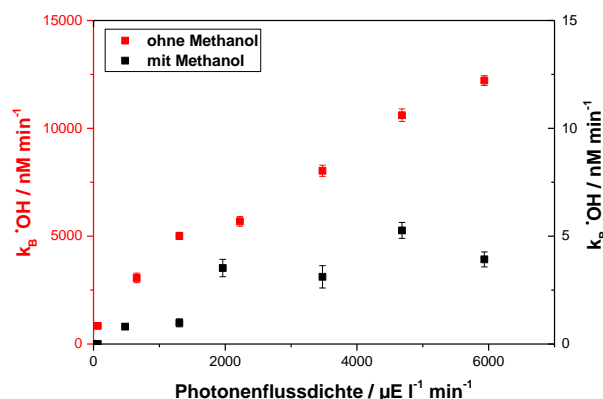 15000
10000
5000
0
k_B •OH / nM min⁻¹
ohne Methanol
mit Methanol
15
10
5
0
k_B •OH / nM min⁻¹
0
2000
4000
6000
Photonenflussdichte / µE l⁻¹ min⁻¹